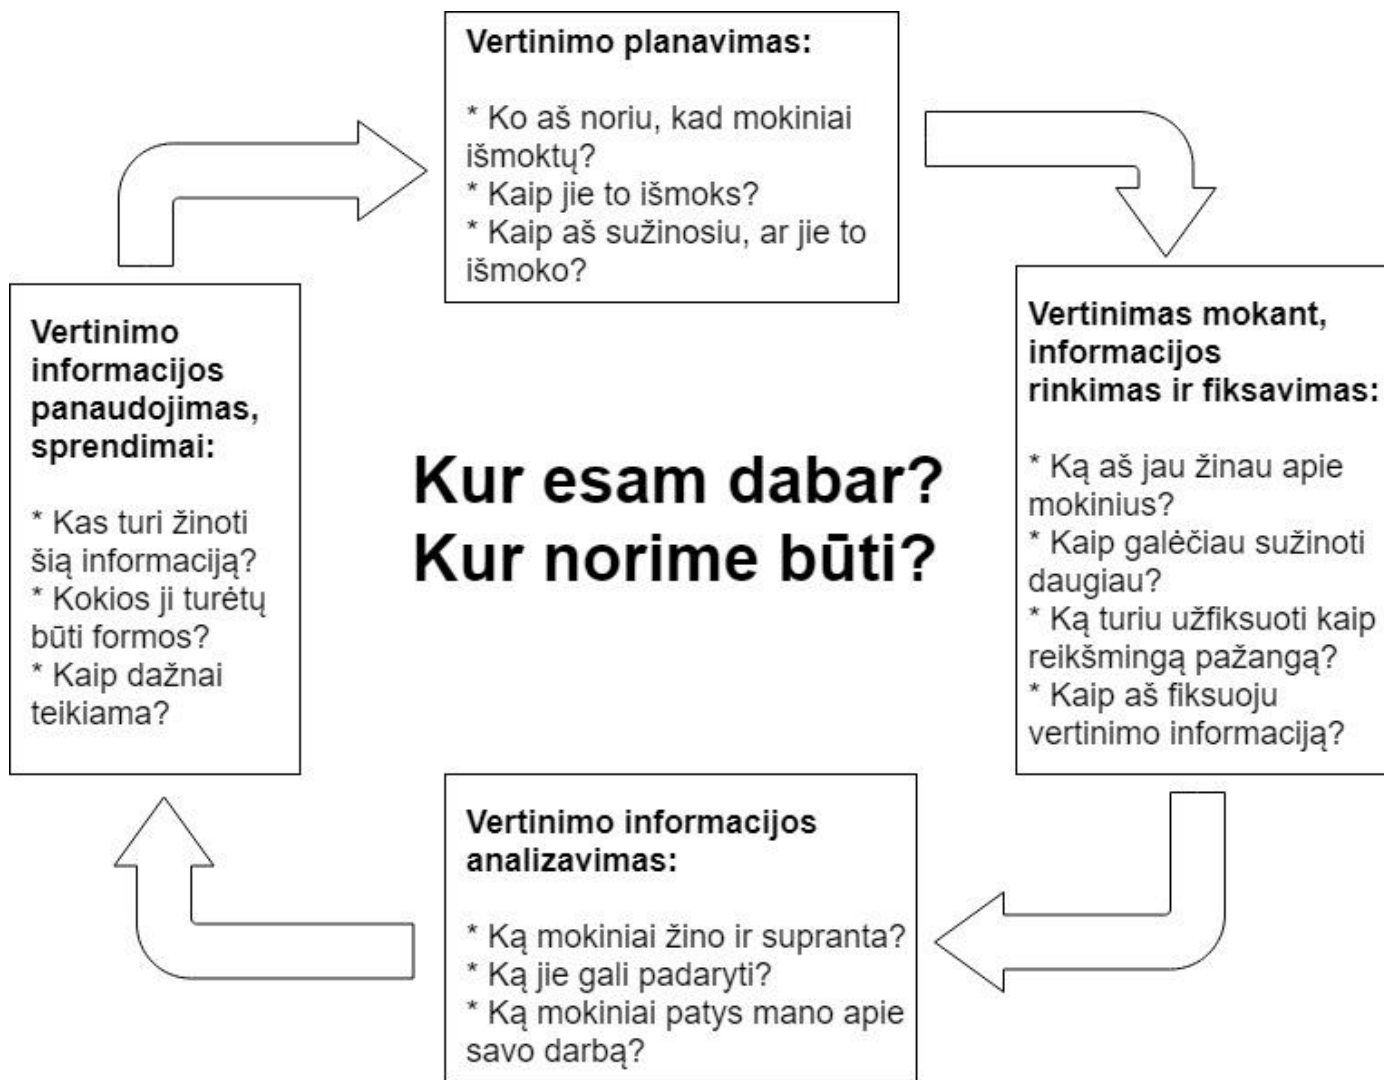 Vertinimo planavimas:
* Ko aš noriu, kad mokiniai
išmoktų?
* Kaip jie to išmoks?
* Kaip aš sužinosiu, ar jie to
išmoko?
Vertinimas mokant,
informacijos
rinkimas ir fiksavimas:
* Ką aš jau žinau apie
mokinius?
* Kaip galėčiau sužinoti
daugiau?
* Ką turiu užfiksuoti kaip
reikšmingą pažangą?
* Kaip aš fiksuoju
vertinimo informaciją?
Vertinimo informacijos
analizavimas:
* Ką mokiniai žino ir supranta?
* Ką jie gali padaryti?
* Ką mokiniai patys mano apie
savo darbą?
Vertinimo
informacijos
panaudojimas,
sprendimai:
* Kas turi žinoti
šią informaciją?
* Kokios ji turėtų
būti formos?
* Kaip dažnai
teikiama?
Kur esam dabar?
Kur norime būti?